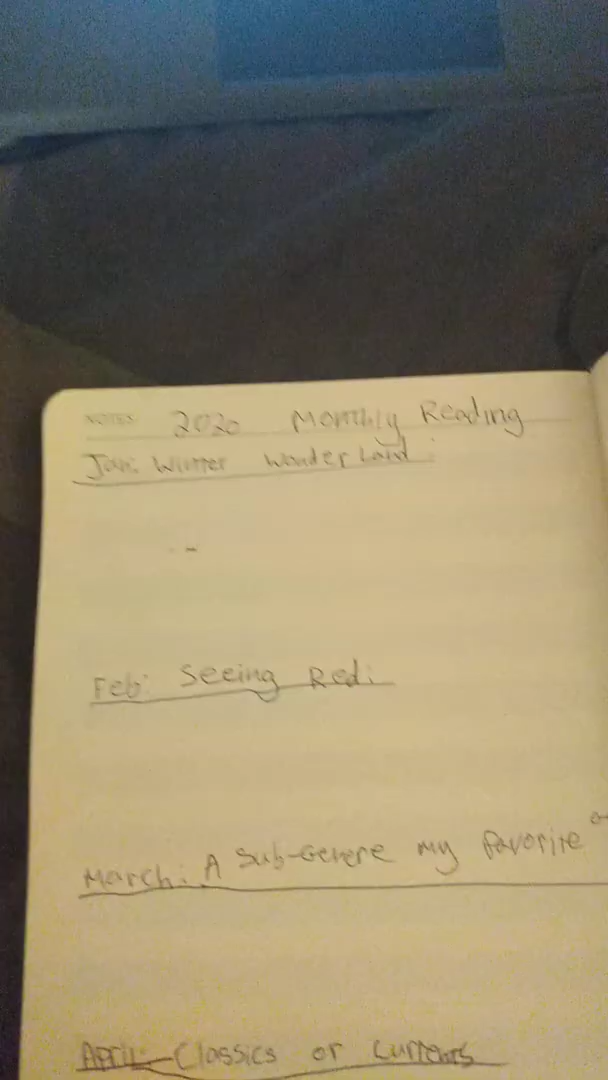 NOTES 2020 Monthly Reading
Jan: Winter Wonder Land :
Feb: Seeing Red:
March: A Sub-Genere my favorite
April: Classics or Currents